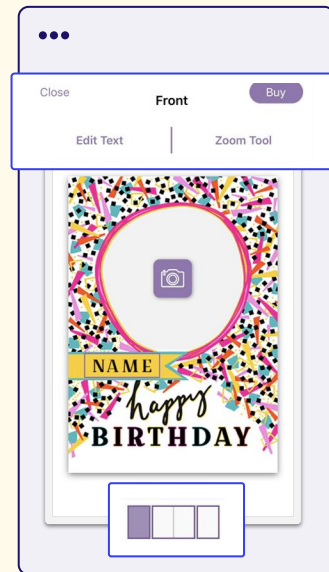 Close
Front
Buy
Edit Text
Zoom Tool
NAME
happy
BIRTHDAY